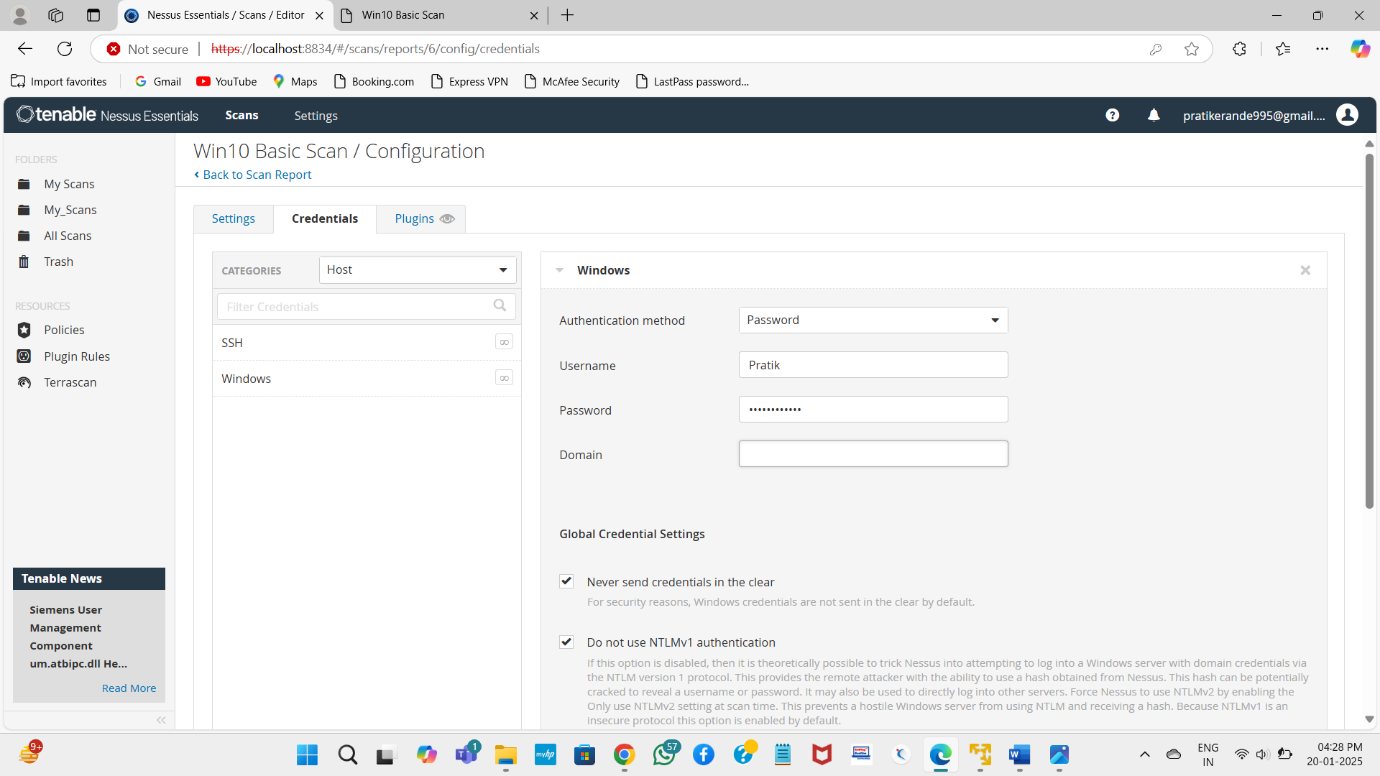 Nessus Essentials / Scans / Editor
Win10 Basic Scan
Not secure
https://localhost:8834/#/scans/reports/6/config/credentials
Import favorites
Gmail
YouTube
Maps
Booking.com
Express VPN
McAfee Security
LastPass password...
tenable Nessus Essentials
Scans
Settings
pratikerande995@gmail....
FOLDERS
My Scans
My_Scans
All Scans
Trash
RESOURCES
Policies
Plugin Rules
Terrascan
Tenable News
Siemens User
Management
Component
um.atbipc.dll He...
Read More
Win10 Basic Scan / Configuration
Back to Scan Report
Settings
Credentials
Plugins
CATEGORIES
Host
Filter Credentials
SSH
Windows
Windows
Authentication method
Password
Username
Pratik
Password
••••••••••••
Domain
Global Credential Settings
Never send credentials in the clear
For security reasons, Windows credentials are not sent in the clear by default.
Do not use NTLMv1 authentication
If this option is disabled, then it is theoretically possible to trick Nessus into attempting to log into a Windows server with domain credentials via
the NTLM version 1 protocol. This provides the remote attacker with the ability to use a hash obtained from Nessus. This hash can be potentially
cracked to reveal a username or password. It may also be used to directly log into other servers. Force Nessus to use NTLMv2 by enabling the
Only use NTLMv2 setting at scan time. This prevents a hostile Windows server from using NTLM and receiving a hash. Because NTLMv1 is an
insecure protocol this option is enabled by default.
9+
1
myhp
57
ENG
IN
04:28 PM
20-01-2025